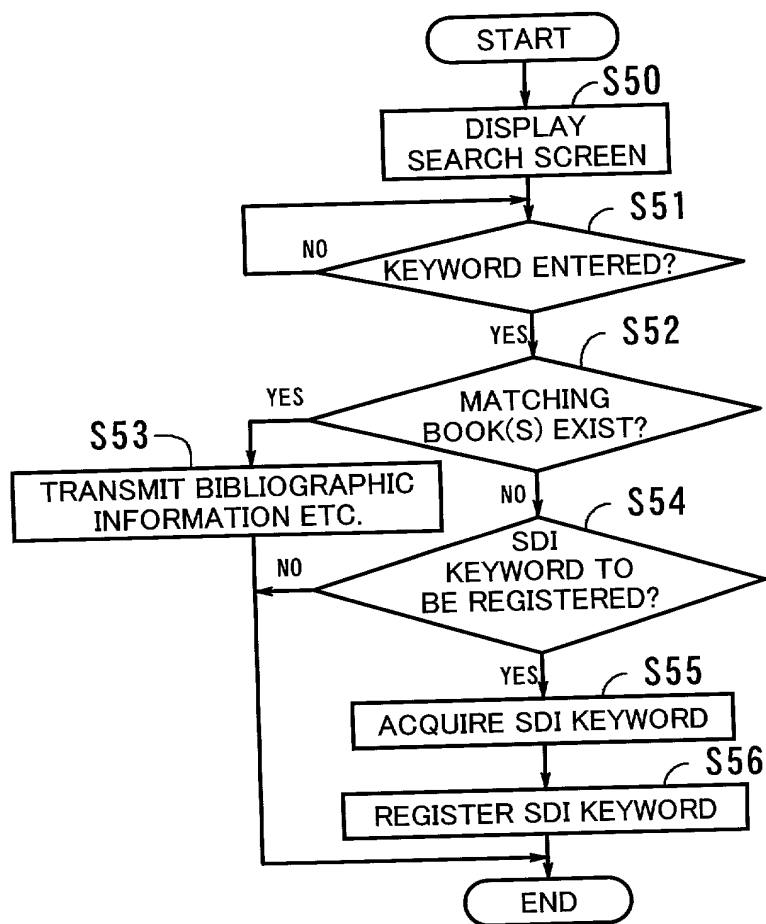 START
S50
DISPLAY
SEARCH SCREEN
S51
NO
KEYWORD ENTERED?
YES
S52
YES
MATCHING
BOOK(S) EXIST?
S53
TRANSMIT BIBLIOGRAPHIC
INFORMATION ETC.
NO
S54
NO
SDI
KEYWORD TO
BE REGISTERED?
YES
S55
ACQUIRE SDI KEYWORD
S56
REGISTER SDI KEYWORD
END